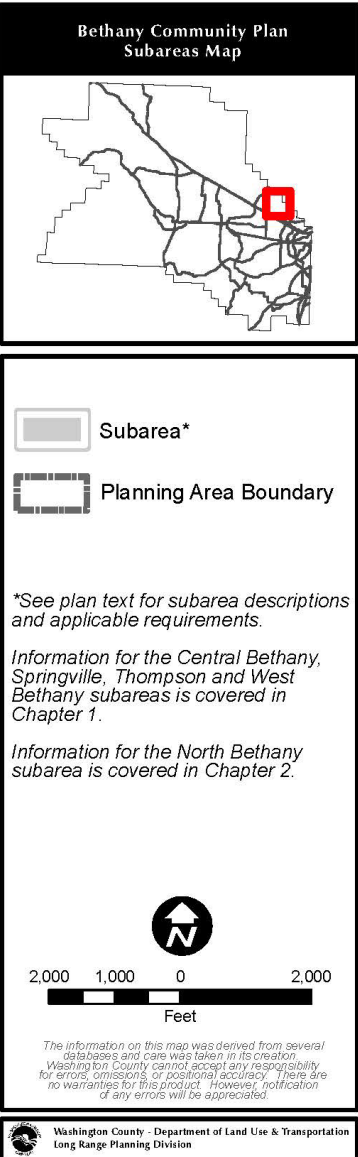 Bethany Community Plan
Subareas Map
Subarea*
Planning Area Boundary
*See plan text for subarea descriptions
and applicable requirements.
Information for the Central Bethany,
Springville, Thompson and West
Bethany subareas is covered in
Chapter 1.
Information for the North Bethany
subarea is covered in Chapter 2.
N
2,000 1,000 0 2,000
Feet
The information on this map was derived from several
databases and care was taken in its creation.
Washington County cannot accept any responsibility
for errors, omissions, or positional accuracy. There are
no warranties for this product. However, notification
of any errors will be appreciated.
Washington County - Department of Land Use & Transportation
Long Range Planning Division